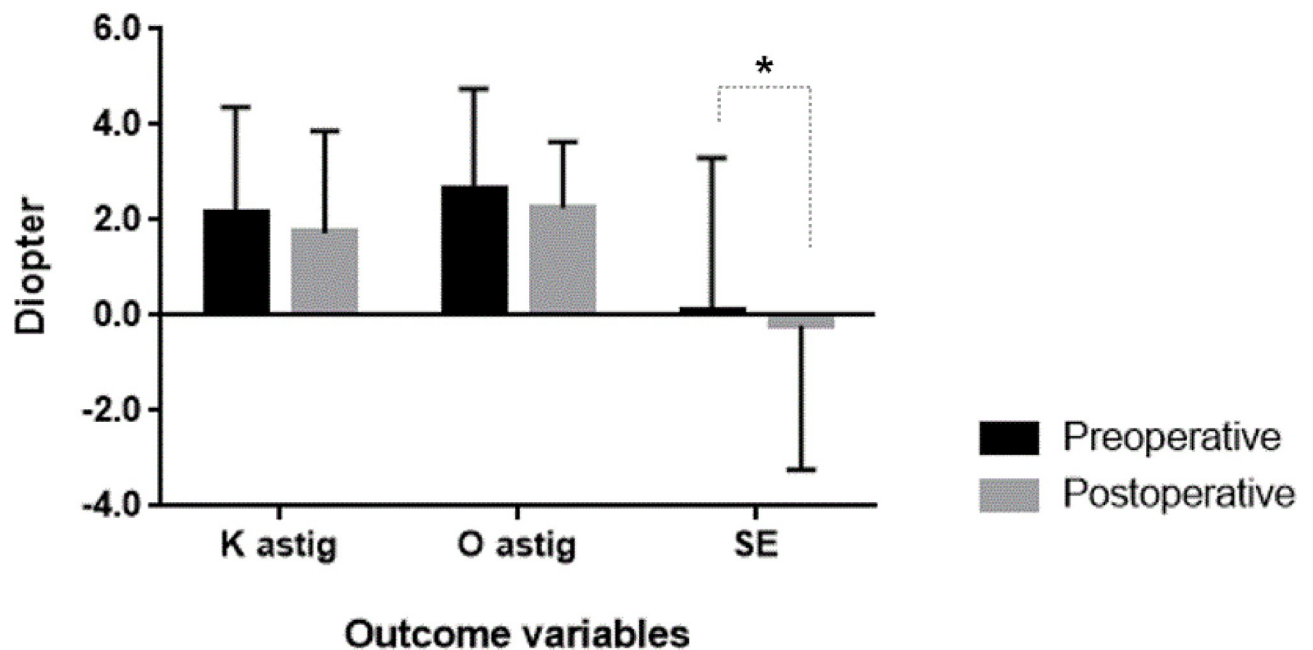 6.0
4.0
2.0
0.0
-2.0
-4.0
Diopter
*
K astig
O astig
SE
Outcome variables
Preoperative
Postoperative